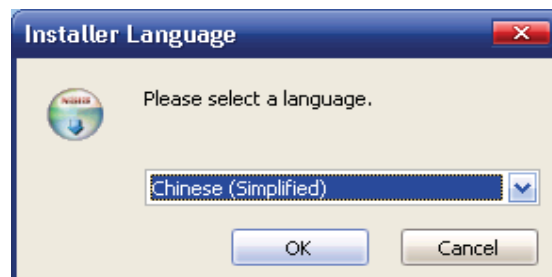 Installer Language
Please select a language.
Chinese (Simplified)
OK
Cancel